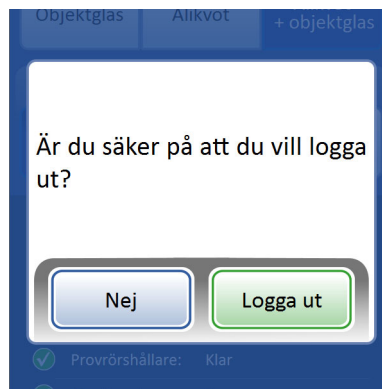 Objektglas Alikvot
+ objektglas
Är du säker på att du vill logga
ut?
Nej Logga ut
Provrörshållare: Klar